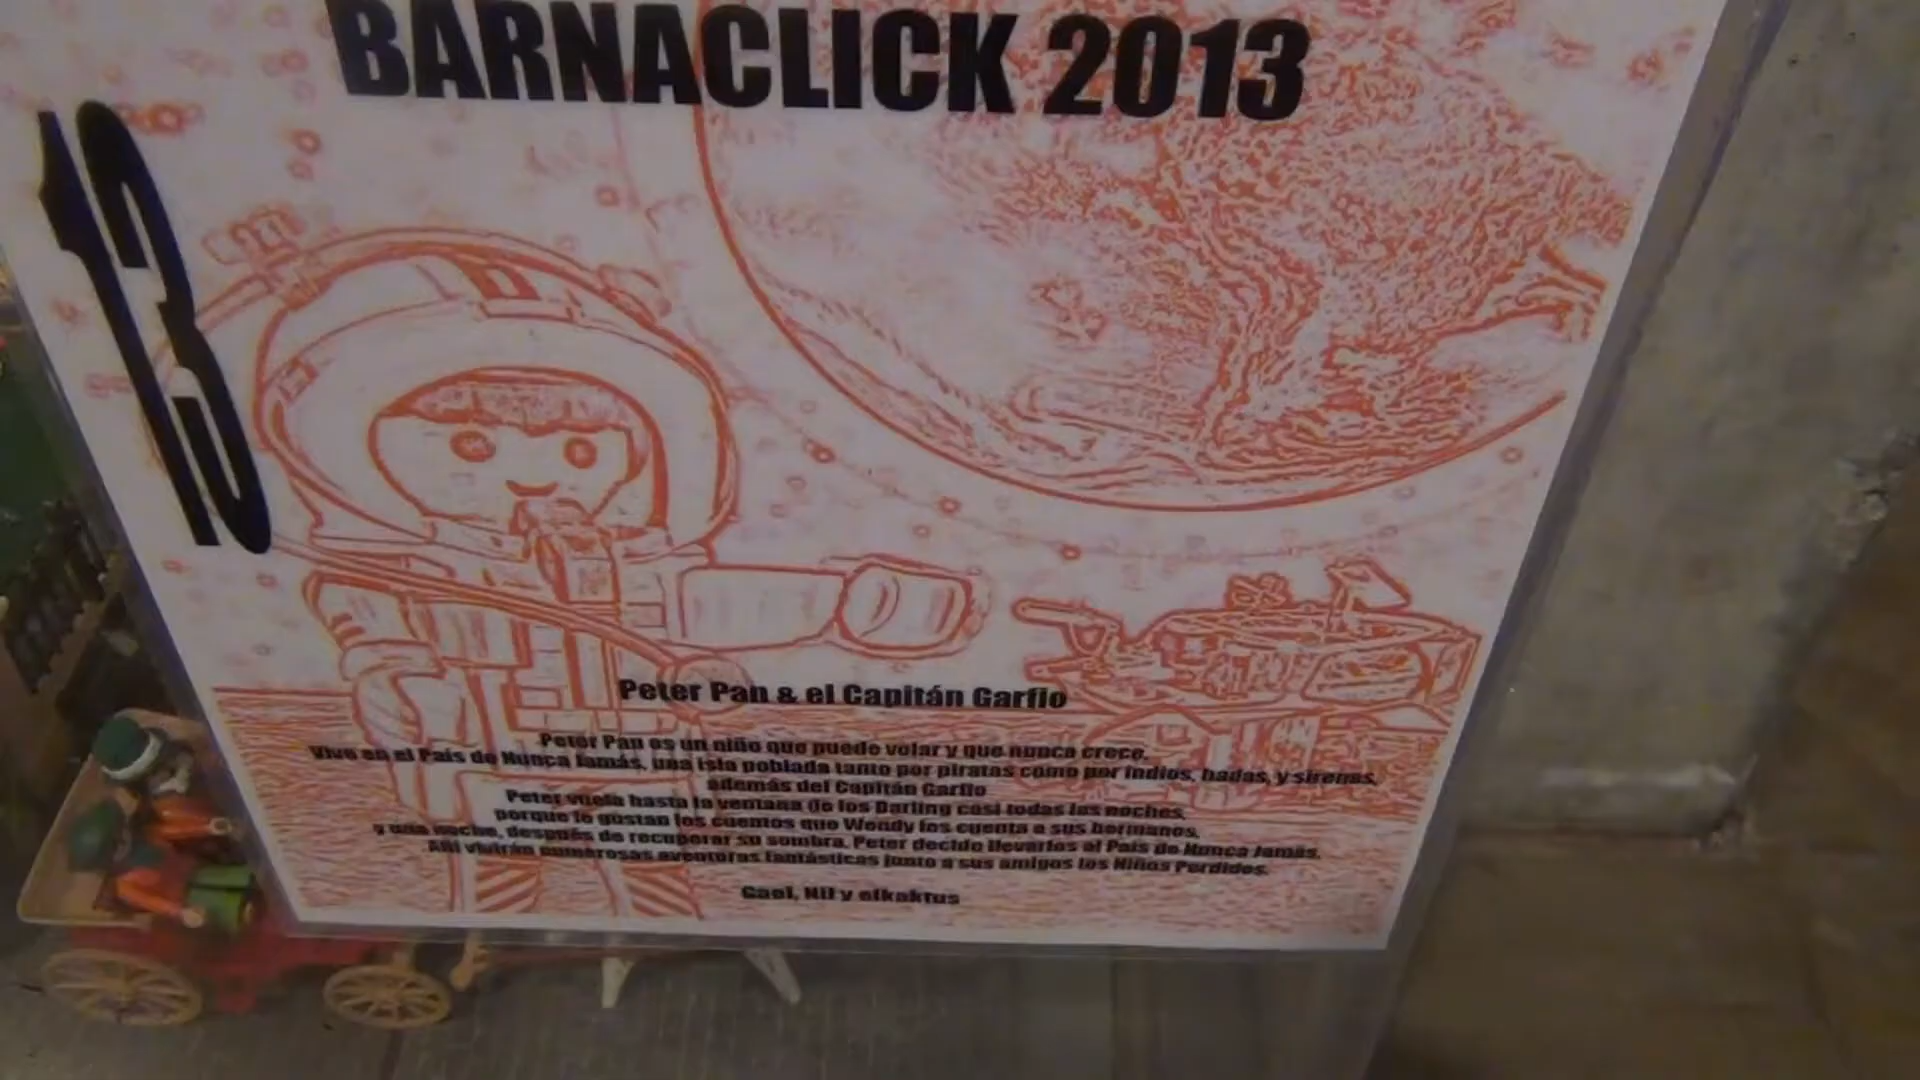 BARNACLICK 2013
13
Peter Pan & el Capitán Garfio
Peter Pan es un niño que puede volar y que nunca crece.
Vive en el País de Nunca Jamás, una isla poblada tanto por piratas como por indios, hadas, y sirenas,
además del Capitán Garfio
Peter vuela hasta la ventana de los Darling casi todas las noches,
porque le gustan los cuentos que Wendy les cuenta a sus hermanos,
y una noche, después de recuperar su sombra, Peter decide llevarlos al País de Nunca Jamás.
Allí vivirán numerosas aventuras fantásticas junto a sus amigos los Niños Perdidos.
Gael, Nil y elkaktus